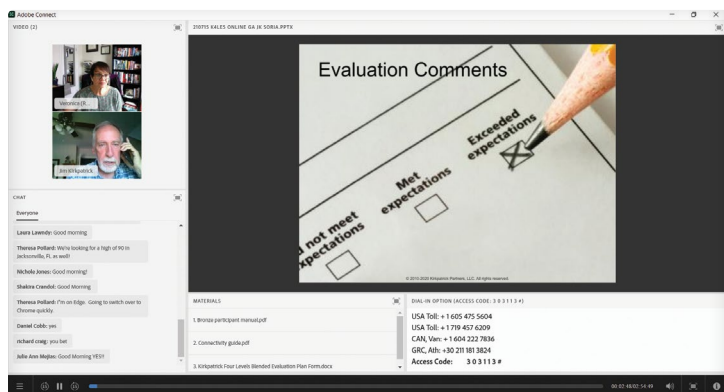 Adobe Connect
VIDEO (2)
Veronica (B...
Jim Kirkpatrick
CHAT
Everyone
Laura Lawndy: Good morning
Theresa Pollard: We're looking for a high of 90 in
Jacksonville, FL as well!
Nichole Jonas: Good morning!
Shakira Crendol: Good Morning
Theresa Pollard: I'm on Edge. Going to switch over to
Chrome quickly.
Daniel Cobb: yes
richard craig: you bet
Julio Ann Mejias: Good Morning YES!!
210715 K4LES ONLINE GA JK SORIA.PPTX
Evaluation Comments
Exceeded
expectations
Met
expectations
not meet
expectations
© 2010-2020 Kirkpatrick Partners, LLC. All rights reserved.
MATERIALS
1. Bronze participant manual.pdf
2. Connectivity guide.pdf
3. Kirkpatrick Four Levels Blended Evaluation Plan Form.docx
DIAL-IN OPTION (ACCESS CODE: 3 0 3 1 1 3 #)
USA Toll: + 1 605 475 5604
USA Toll: + 1 719 457 6209
CAN, Van: + 1 604 222 7836
GRC, Ath: +30 211 181 3824
Access Code: 3 0 3 1 1 3 #
00:02:48/02:54:49